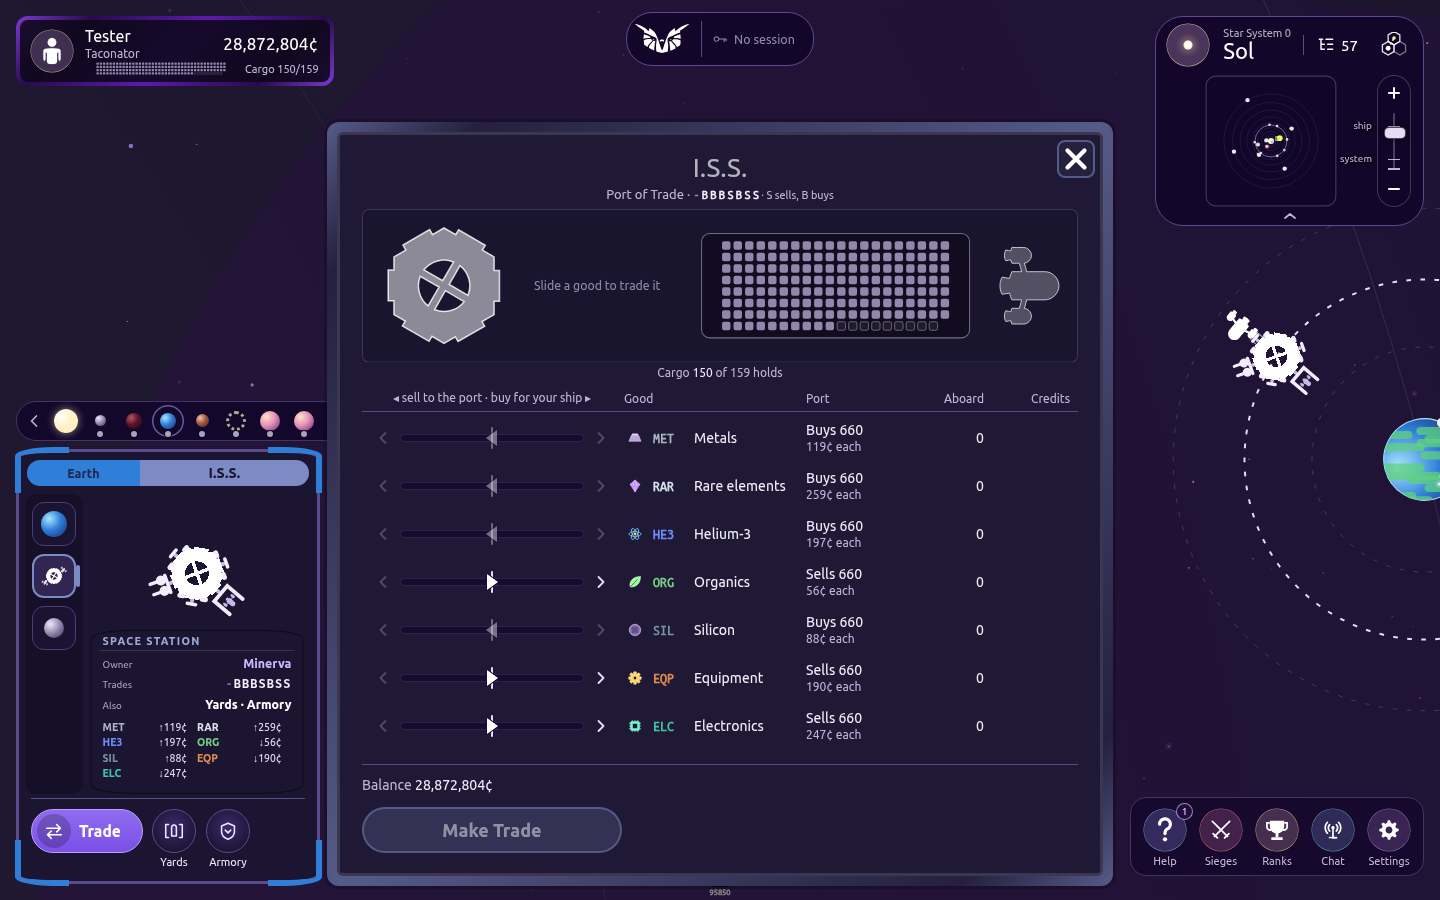 Tester
Taconator
28,872,804¢
Cargo 150/159
No session
Star System 0
Sol
57
ship
system
I.S.S.
Port of Trade · -BBBSBSS · S sells, B buys
Slide a good to trade it
Cargo 150 of 159 holds
◂ sell to the port · buy for your ship ▸
Good
Port
Aboard
Credits
MET Metals Buys 660 0
119¢ each
RAR Rare elements Buys 660 0
259¢ each
HE3 Helium-3 Buys 660 0
197¢ each
ORG Organics Sells 660 0
56¢ each
SIL Silicon Buys 660 0
88¢ each
EQP Equipment Sells 660 0
190¢ each
ELC Electronics Sells 660 0
247¢ each
Balance 28,872,804¢
Make Trade
Earth
I.S.S.
SPACE STATION
Owner Minerva
Trades -BBBSBSS
Also Yards · Armory
MET ↑119¢ RAR ↑259¢
HE3 ↑197¢ ORG ↓56¢
SIL ↑88¢ EQP ↓190¢
ELC ↓247¢
Trade
Yards
Armory
1
Help
Sieges
Ranks
Chat
Settings
95850